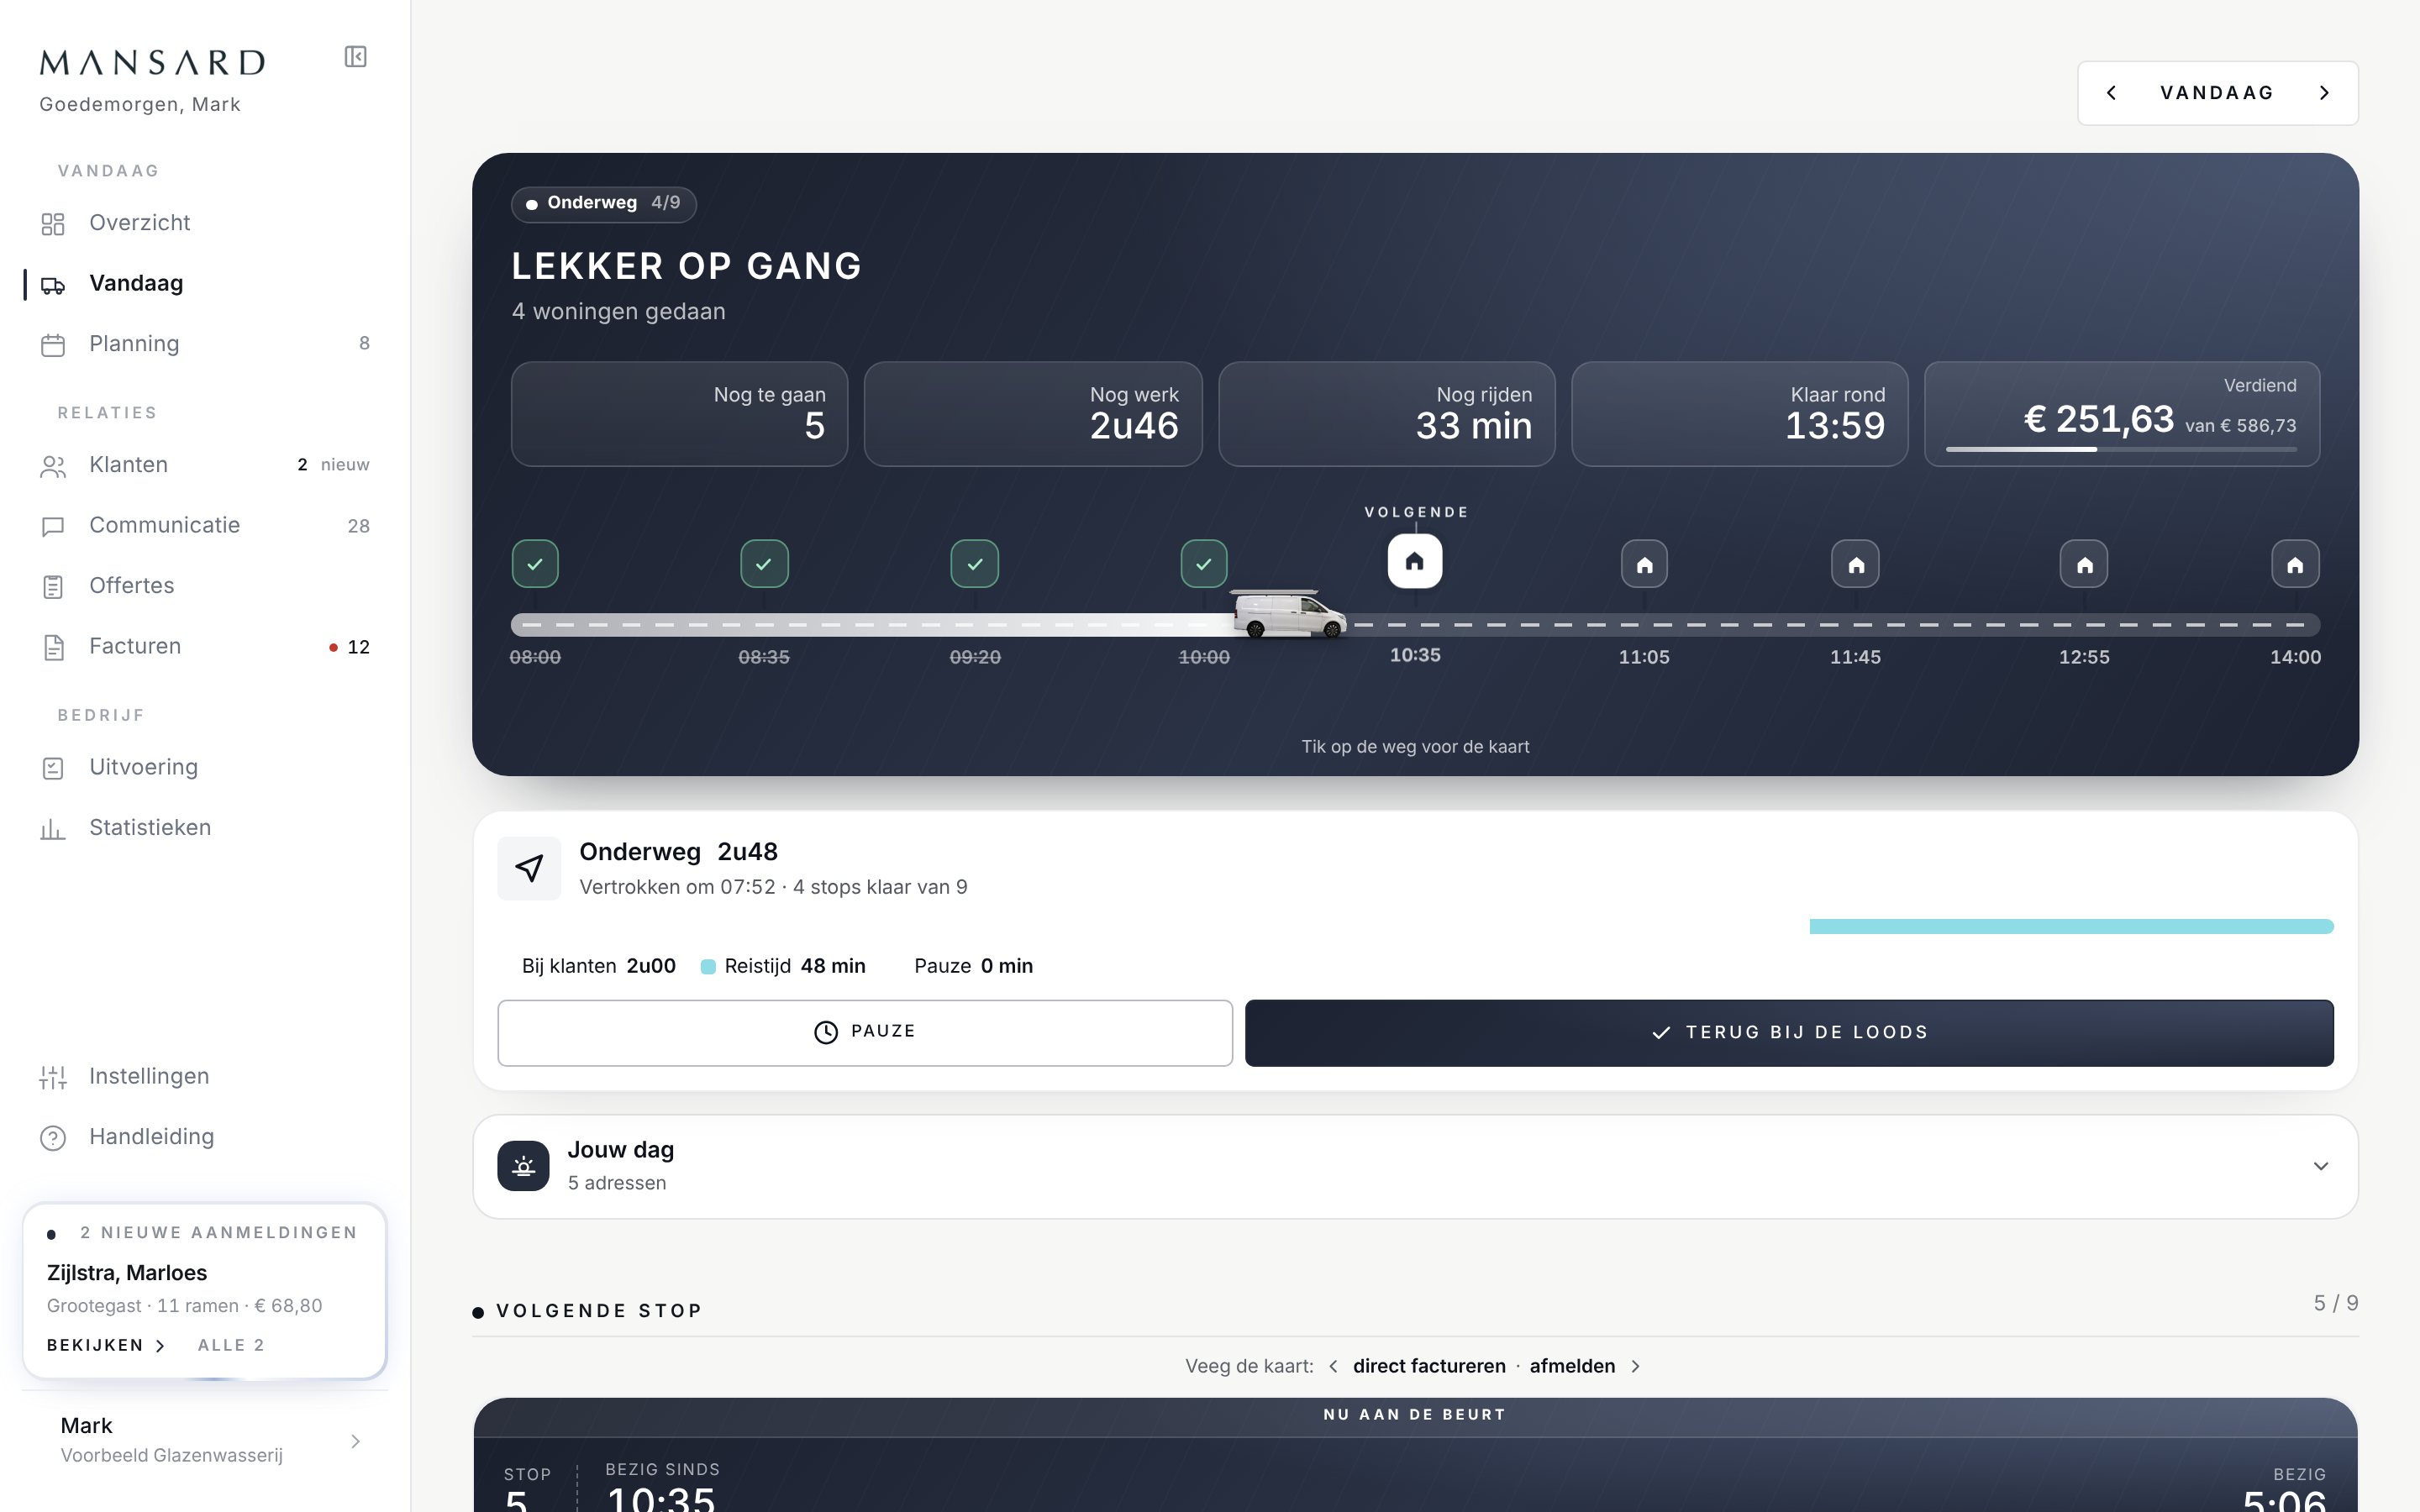 MANSARD
Goedemorgen, Mark
VANDAAG
Overzicht
Vandaag
Planning 8
RELATIES
Klanten 2 nieuw
Communicatie 28
Offertes
Facturen 12
BEDRIJF
Uitvoering
Statistieken
Instellingen
Handleiding
2 NIEUWE AANMELDINGEN
Zijlstra, Marloes
Grootegast · 11 ramen · € 68,80
BEKIJKEN ALLE 2
Mark
Voorbeeld Glazenwasserij
VANDAAG
Onderweg 4/9
LEKKER OP GANG
4 woningen gedaan
Nog te gaan
5
Nog werk
2u46
Nog rijden
33 min
Klaar rond
13:59
Verdiend
€ 251,63 van € 586,73
VOLGENDE
08:00 08:35 09:20 10:00 10:35 11:05 11:45 12:55 14:00
Tik op de weg voor de kaart
Onderweg 2u48
Vertrokken om 07:52 · 4 stops klaar van 9
Bij klanten 2u00 Reistijd 48 min Pauze 0 min
PAUZE
TERUG BIJ DE LOODS
Jouw dag
5 adressen
VOLGENDE STOP 5 / 9
Veeg de kaart: direct factureren · afmelden
NU AAN DE BEURT
STOP
5
BEZIG SINDS
10:35
BEZIG
5:06